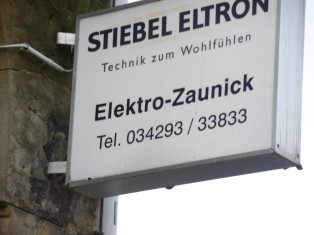 STIEBEL ELTRON
Technik zum Wohlfühlen
Elektro-Zaunick
Tel. 034293 / 33833